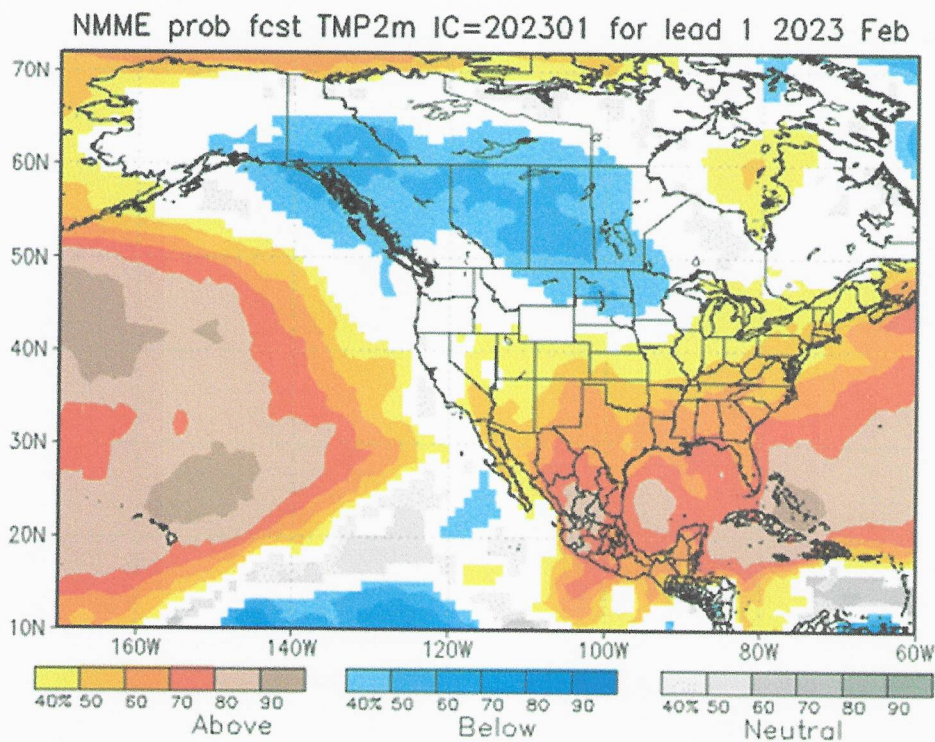 NMME prob fcst TMP2m IC=202301 for lead 1 2023 Feb
70N
60N
50N
40N
30N
20N
10N
160W 140W 120W 100W 80W 60W
40% 50 60 70 80 90 40% 50 60 70 80 90 40% 50 60 70 80 90
Above Below Neutral